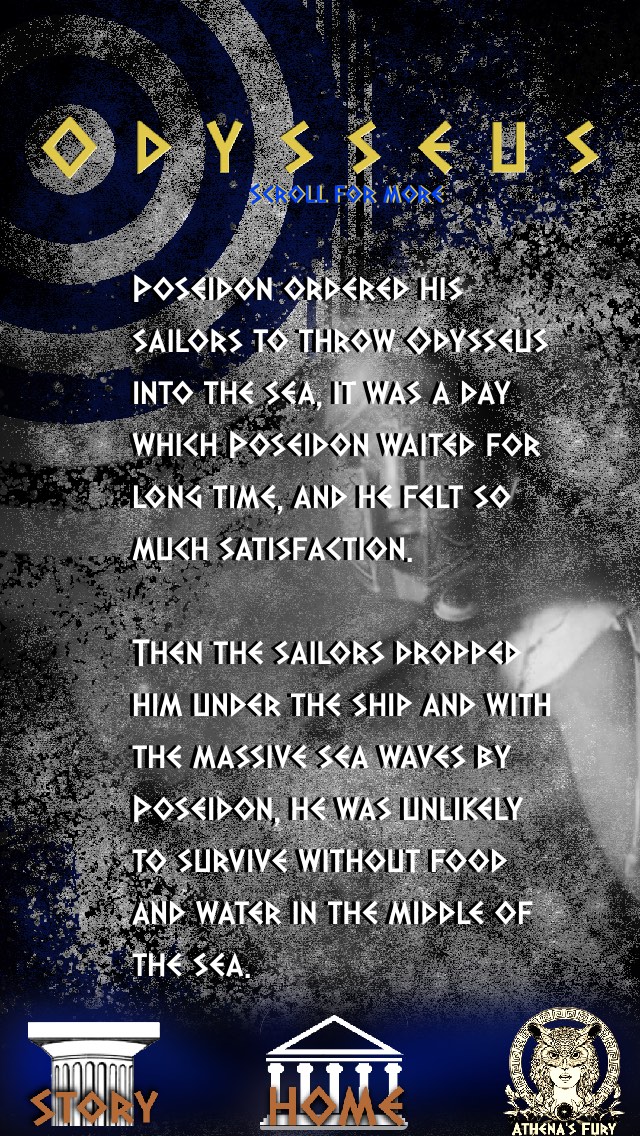 Odysseus
Scroll for more
Poseidon ordered his
sailors to throw Odysseus
into the sea, it was a day
which Poseidon waited for
long time, and he felt so
much satisfaction.
Then the sailors dropped
him under the ship and with
the massive sea waves by
Poseidon, he was unlikely
to survive without food
and water in the middle of
the sea.
STORY
HOME
ATHENA'S FURY